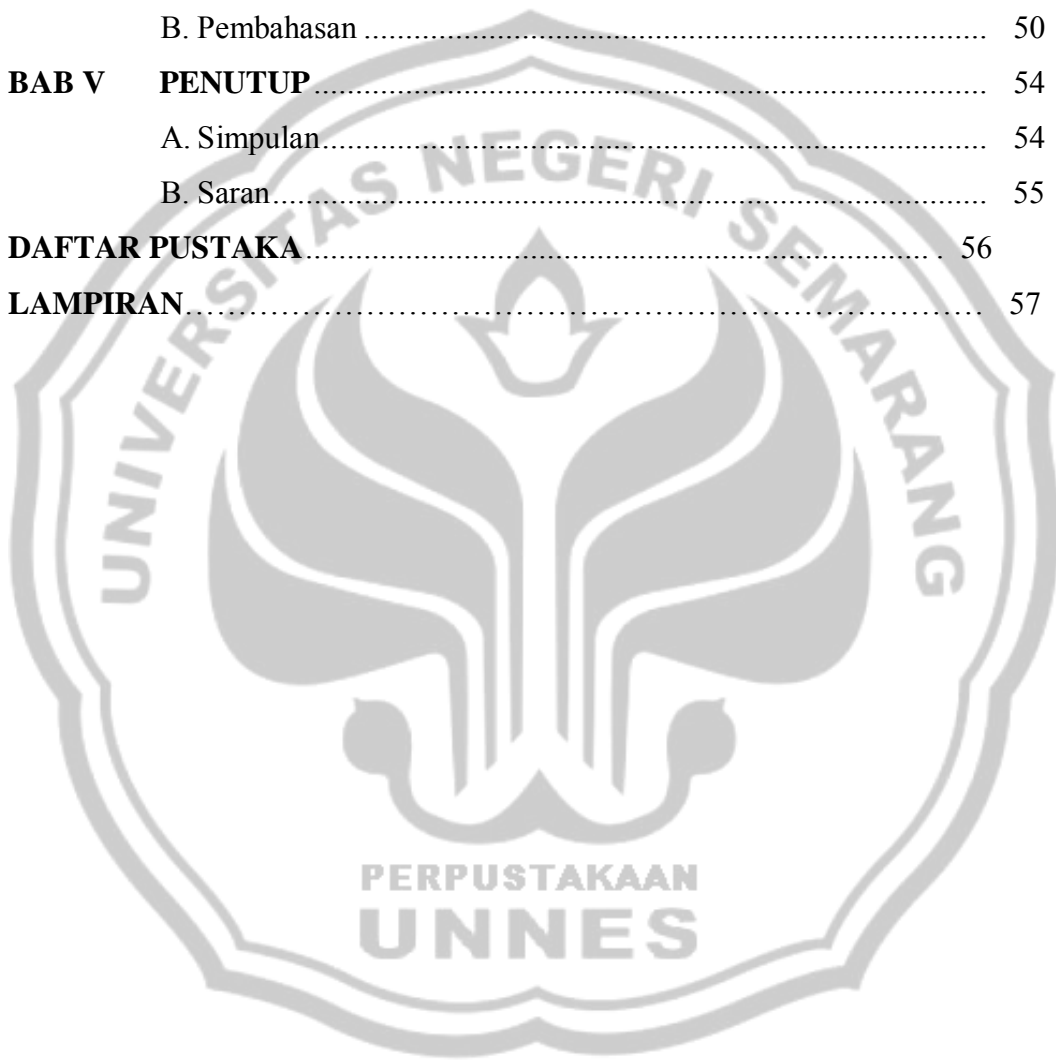 B. Pembahasan .................................................................. 50
BAB V PENUTUP ....................................................................... 54
A. Simpulan ...................................................................... 54
B. Saran ........................................................................... 55
DAFTAR PUSTAKA .................................................................. . 56
LAMPIRAN ............................................................................ 57
UNIVERSITAS NEGERI SEMARANG
PERPUSTAKAAN
UNNES